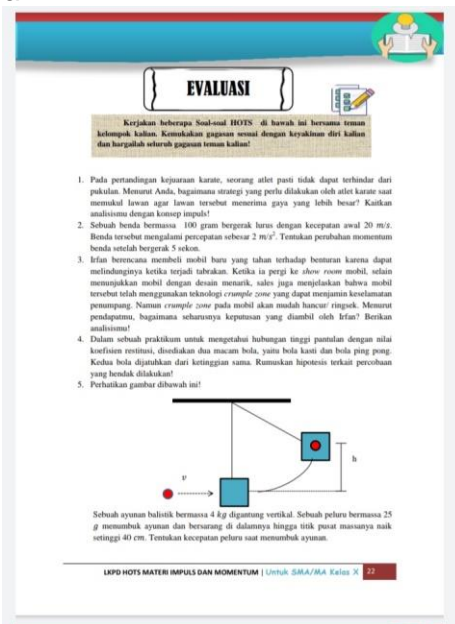 EVALUASI
Kerjakan beberapa Soal-soal HOTS di bawah ini bersama teman
kelompok kalian. Kemukakan gagasan sesuai dengan keyakinan diri kalian
dan hargailah seluruh gagasan teman kalian!
1. Pada pertandingan kejuaraan karate, seorang atlet pasti tidak dapat terhindar dari
pukulan. Menurut Anda, bagaimana strategi yang perlu dilakukan oleh atlet karate saat
memukul lawan agar lawan tersebut menerima gaya yang lebih besar? Kaitkan
analisismu dengan konsep impuls!
2. Sebuah benda bermassa 100 gram bergerak lurus dengan kecepatan awal 20 m/s.
Benda tersebut mengalami percepatan sebesar 2 m/s². Tentukan perubahan momentum
benda setelah bergerak 5 sekon.
3. Irfan berencana membeli mobil baru yang tahan terhadap benturan karena dapat
melindunginya ketika terjadi tabrakan. Ketika ia pergi ke show room mobil, selain
menunjukkan mobil dengan desain menarik, sales juga menjelaskan bahwa mobil
tersebut telah menggunakan teknologi crumple zone yang dapat menjamin keselamatan
penumpang. Namun crumple zone pada mobil akan mudah hancur/ ringsek. Menurut
pendapatmu, bagaimana seharusnya keputusan yang diambil oleh Irfan? Berikan
analisismu!
4. Dalam sebuah praktikum untuk mengetahui hubungan tinggi pantulan dengan nilai
koefisien restitusi, disediakan dua macam bola, yaitu bola kasti dan bola ping pong.
Kedua bola dijatuhkan dari ketinggian sama. Rumuskan hipotesis terkait percobaan
yang hendak dilakukan!
5. Perhatikan gambar dibawah ini!
h
v
Sebuah ayunan balistik bermassa 4 kg digantung vertikal. Sebuah peluru bermassa 25
g menumbuk ayunan dan bersarang di dalamnya hingga titik pusat massanya naik
setinggi 40 cm. Tentukan kecepatan peluru saat menumbuk ayunan.
LKPD HOTS MATERI IMPULS DAN MOMENTUM | Untuk SMA/MA Kelas X 22